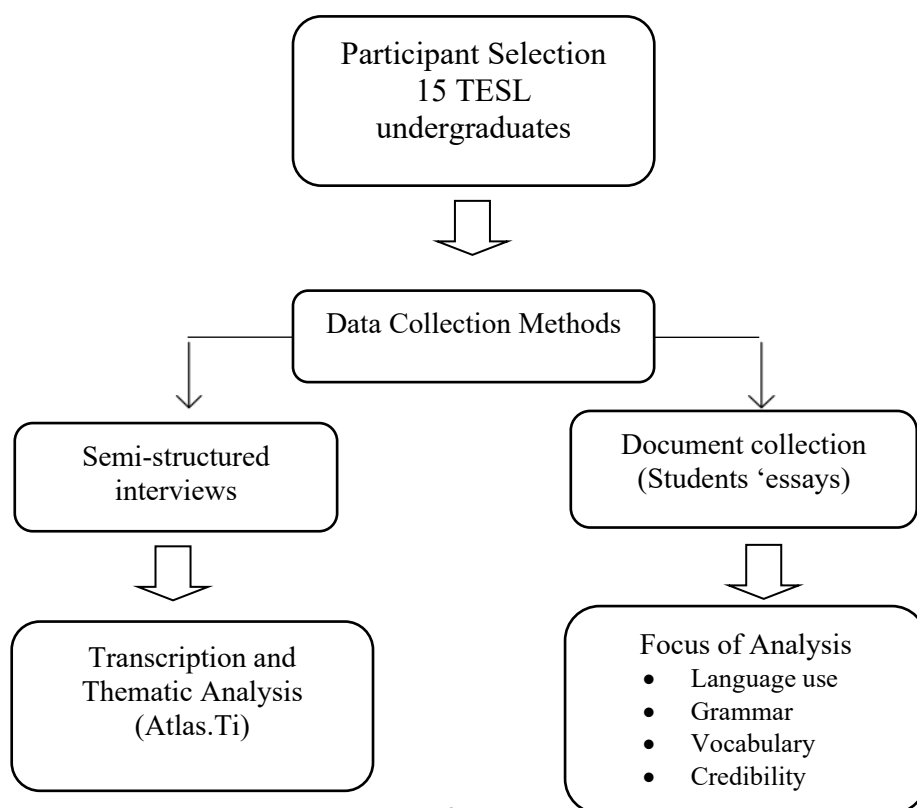 Participant Selection
15 TESL
undergraduates
Data Collection Methods
Semi-structured
interviews
Document collection
(Students ‘essays)
Transcription and
Thematic Analysis
(Atlas.Ti)
Focus of Analysis
• Language use
• Grammar
• Vocabulary
• Credibility